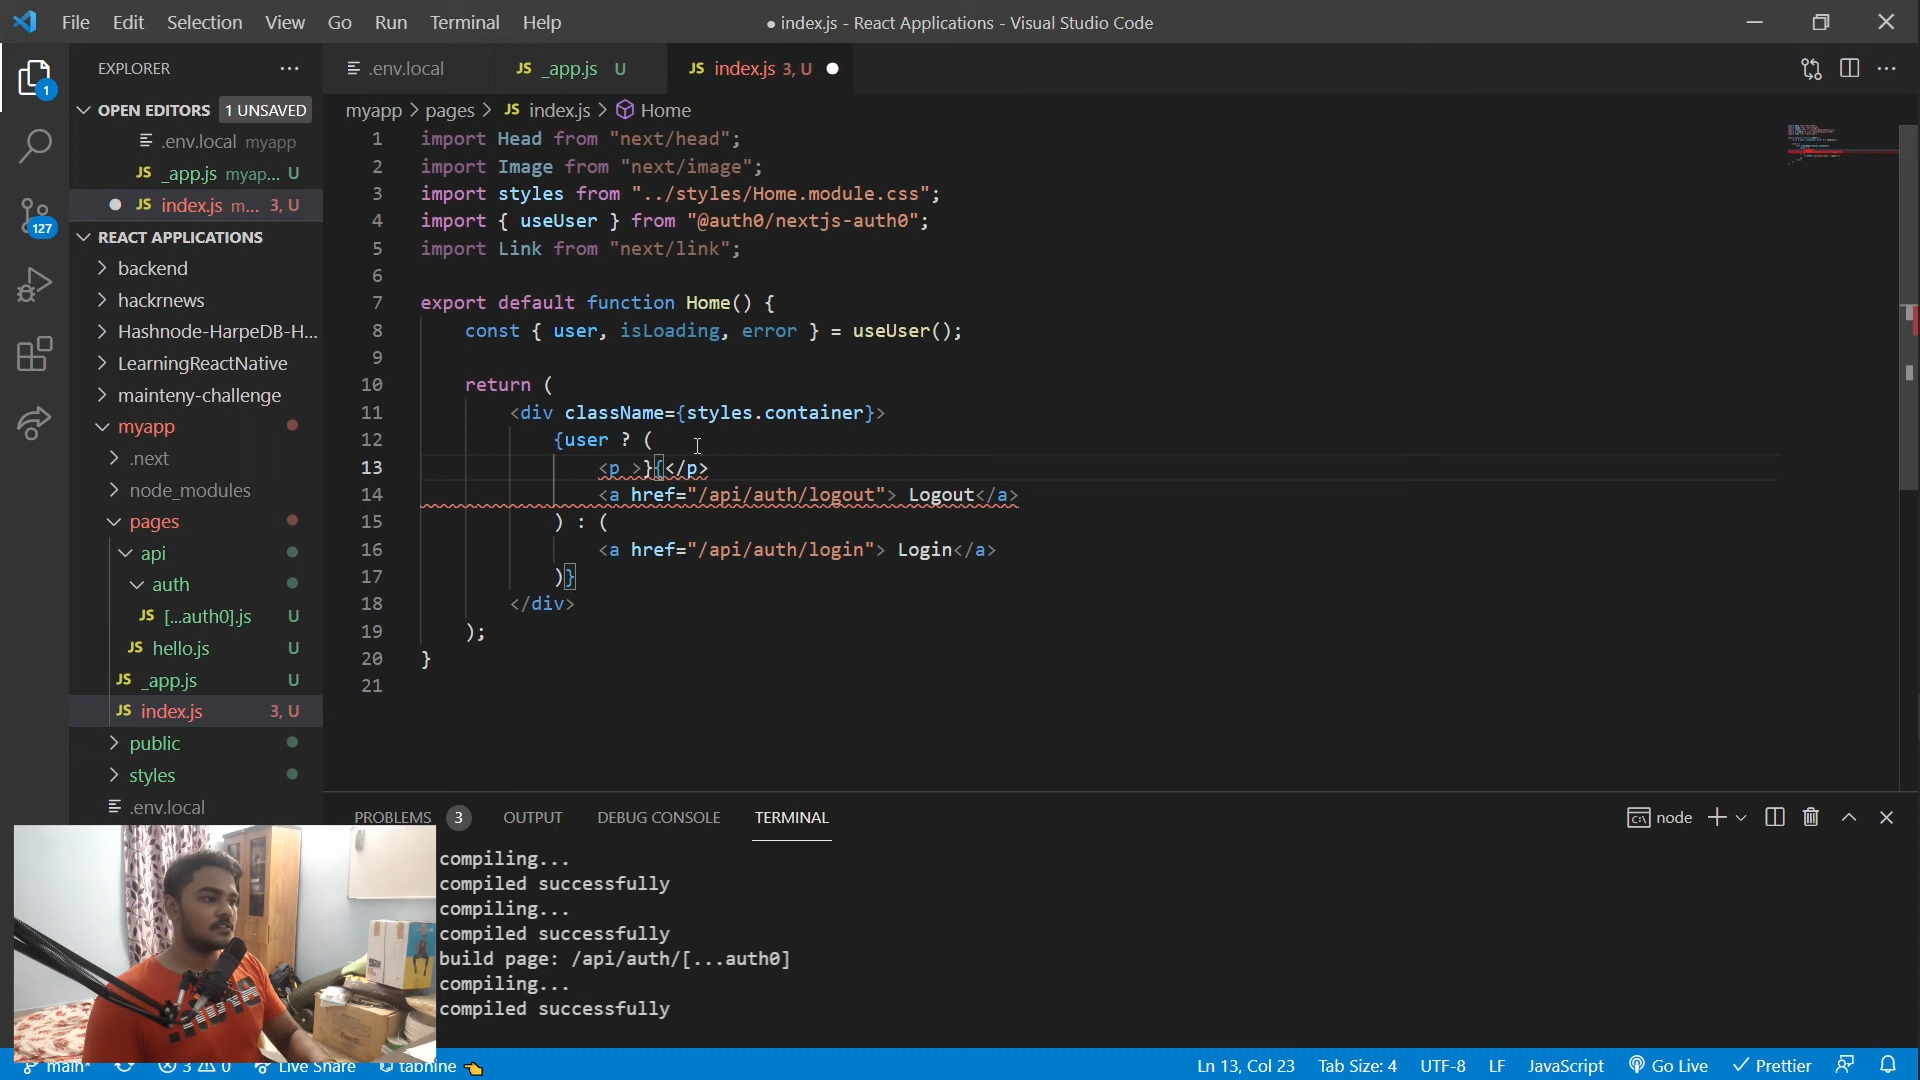 File Edit Selection View Go Run Terminal Help
● index.js - React Applications - Visual Studio Code
EXPLORER
OPEN EDITORS 1 UNSAVED
.env.local myapp
JS _app.js myap... U
JS index.js m... 3, U
REACT APPLICATIONS
backend
hackrnews
Hashnode-HarpeDB-H...
LearningReactNative
mainteny-challenge
myapp
.next
node_modules
pages
api
auth
JS [...auth0].js U
JS hello.js U
JS _app.js U
JS index.js 3, U
public
styles
.env.local
1
127
.env.local JS _app.js U JS index.js 3, U
myapp > pages > JS index.js > Home
1 import Head from "next/head";
2 import Image from "next/image";
3 import styles from "../styles/Home.module.css";
4 import { useUser } from "@auth0/nextjs-auth0";
5 import Link from "next/link";
6
7 export default function Home() {
8 const { user, isLoading, error } = useUser();
9
10 return (
11 <div className={styles.container}>
12 {user ? (
13 <p >}{</p>
14 <a href="/api/auth/logout"> Logout</a>
15 ) : (
16 <a href="/api/auth/login"> Login</a>
17 )}
18 </div>
19 );
20 }
21
PROBLEMS 3 OUTPUT DEBUG CONSOLE TERMINAL
node
compiling...
compiled successfully
compiling...
compiled successfully
build page: /api/auth/[...auth0]
compiling...
compiled successfully
main* 3 0 Live Share tabnine Ln 13, Col 23 Tab Size: 4 UTF-8 LF JavaScript Go Live Prettier